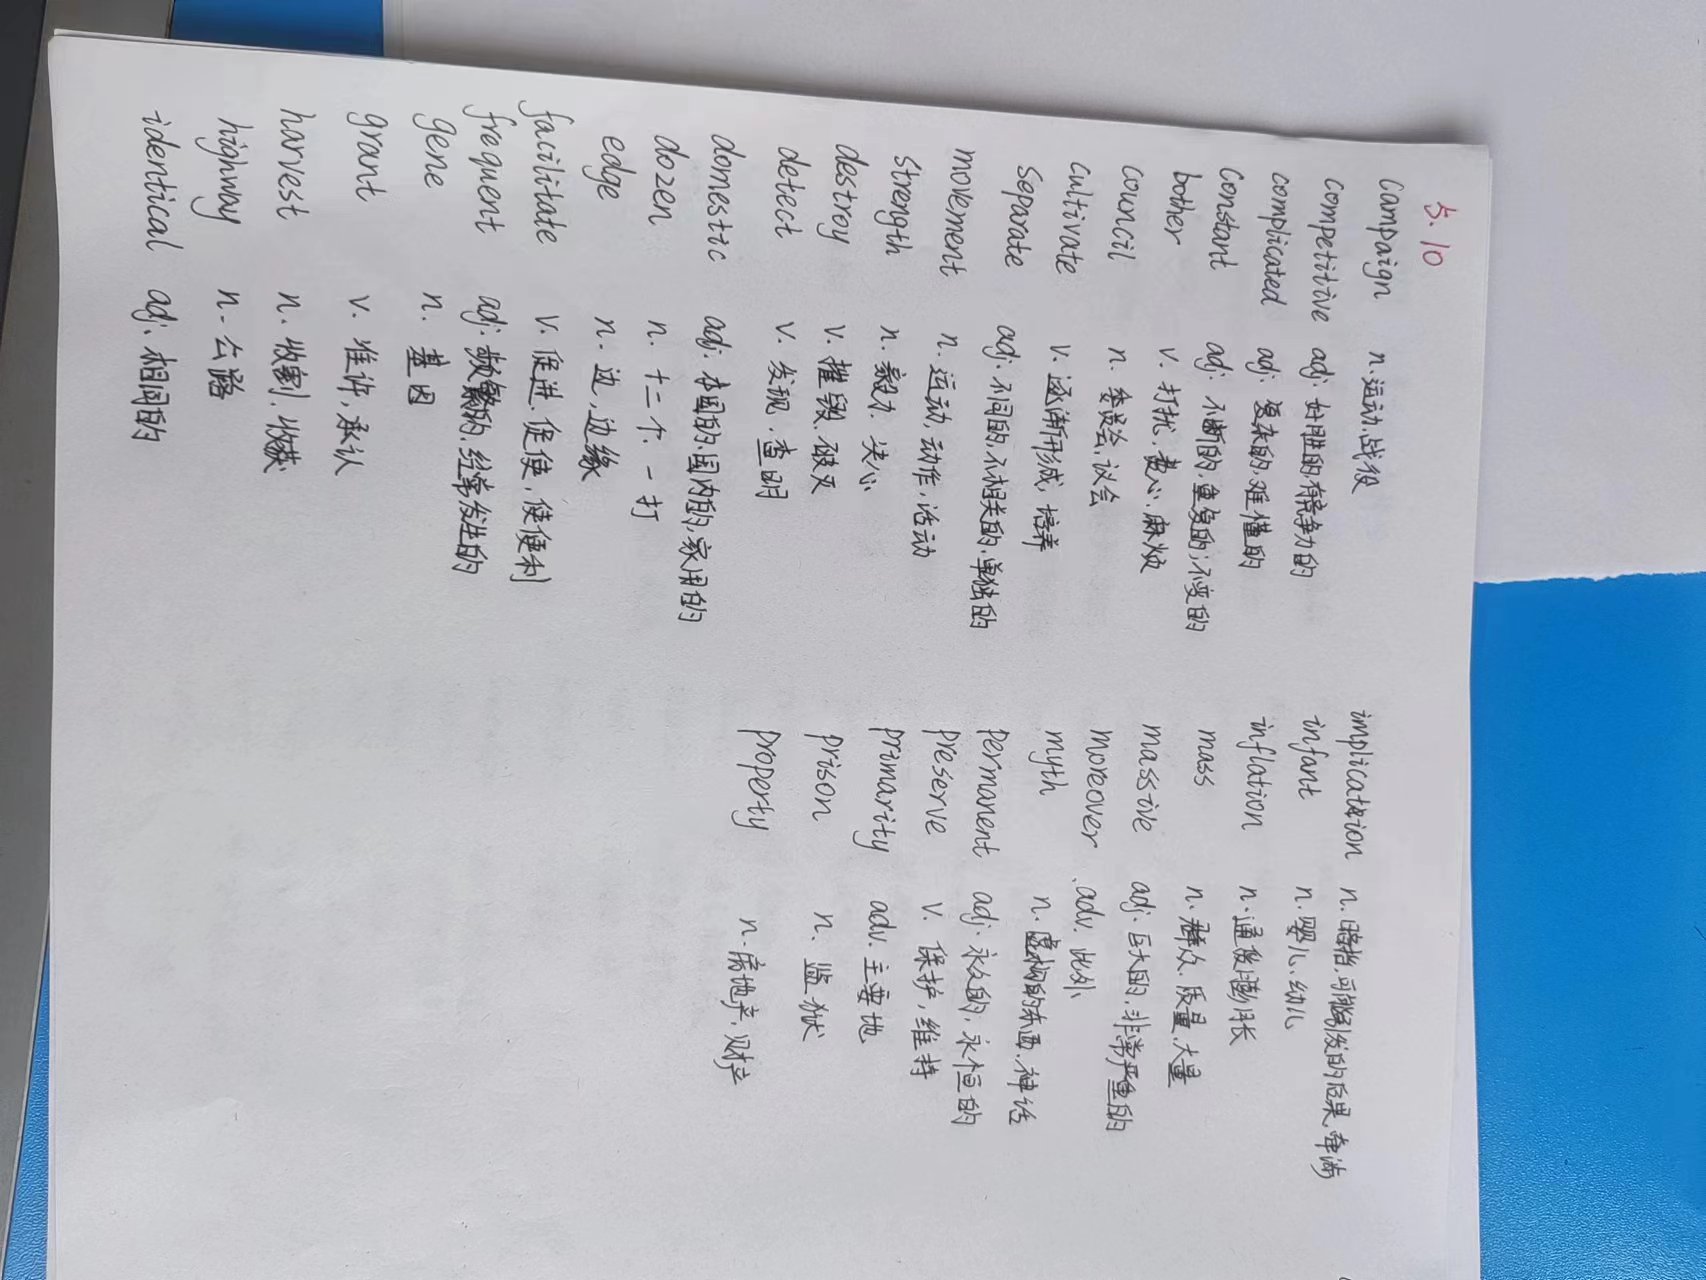 5.10
campaign n.运动、战役
competitive adj.好胜的,有竞争力的
complicated adj.复杂的,难懂的
constant adj.不断的,重复的;不变的
bother v.打扰、费心、麻烦
council n.委员会,议会
cultivate v.逐渐形成,培养
separate adj.不同的,不相关的,单独的
movement n.运动,动作,活动
strength n.毅力、决心
destroy v.摧毁、破灭
detect v.发现、查明
domestic adj.本国的、国内的,家用的
dozen n.十二个、一打
edge n.边,边缘
facilitate v.促进、促使,使便利
frequent adj.频繁的、经常发生的
gene n.基因
grant v.准许,承认
harvest n.收割、收获
highway n.公路
identical adj.相同的
implication n.暗指、可能引发的后果、牵涉
infant n.婴儿、幼儿
inflation n.通货膨胀
mass n.群众、质量、大量
massive adj.巨大的,非常严重的
moreover adv.此外
myth n.虚构的东西、神话
permanent adj.永久的,永恒的
preserve v.保护,维持
primarity adv.主要地
prison n.监狱
property n.房地产,财产